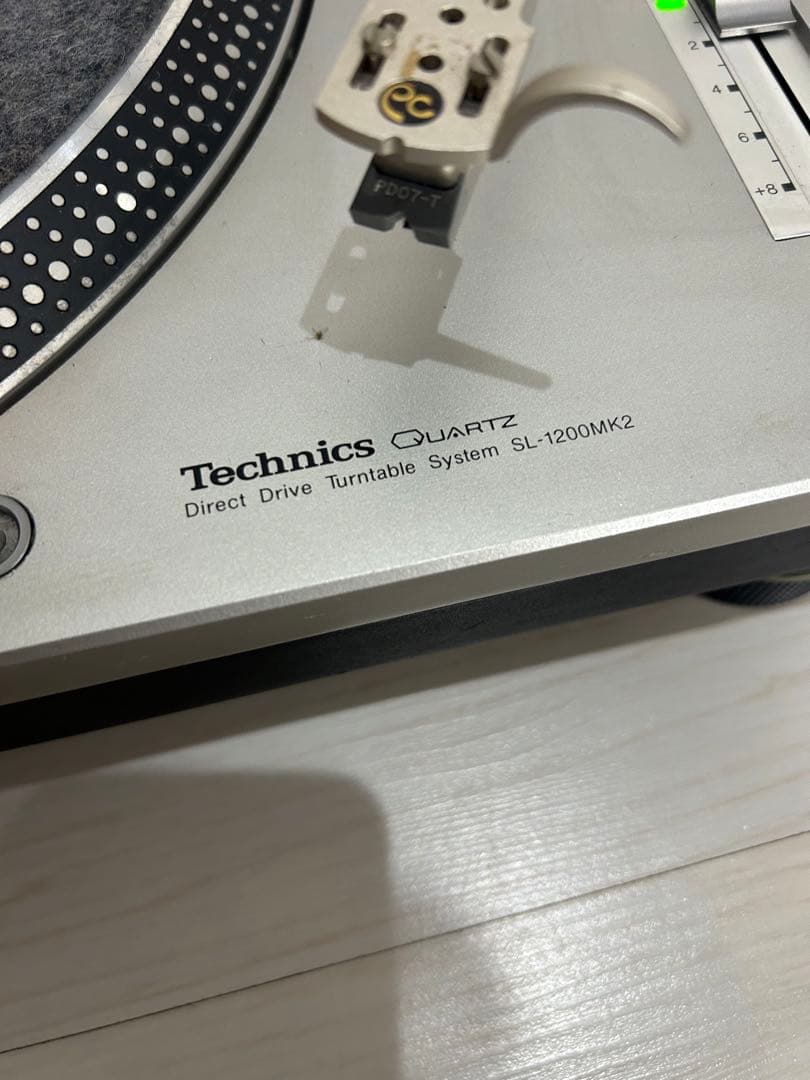 2
4
6
+8
PD07-T
Technics QUARTZ
Direct Drive Turntable System SL-1200MK2